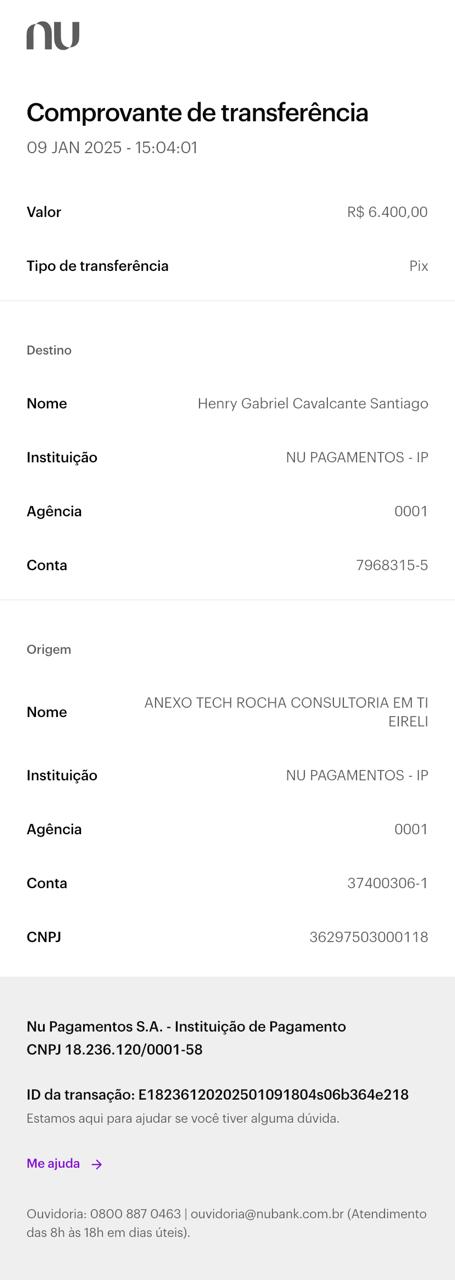 nu
Comprovante de transferência
09 JAN 2025 - 15:04:01
Valor R$ 6.400,00
Tipo de transferência Pix
Destino
Nome Henry Gabriel Cavalcante Santiago
Instituição NU PAGAMENTOS - IP
Agência 0001
Conta 7968315-5
Origem
Nome ANEXO TECH ROCHA CONSULTORIA EM TI
EIRELI
Instituição NU PAGAMENTOS - IP
Agência 0001
Conta 37400306-1
CNPJ 36297503000118
Nu Pagamentos S.A. - Instituição de Pagamento
CNPJ 18.236.120/0001-58
ID da transação: E18236120202501091804s06b364e218
Estamos aqui para ajudar se você tiver alguma dúvida.
Me ajuda →
Ouvidoria: 0800 887 0463 | ouvidoria@nubank.com.br (Atendimento
das 8h às 18h em dias úteis).